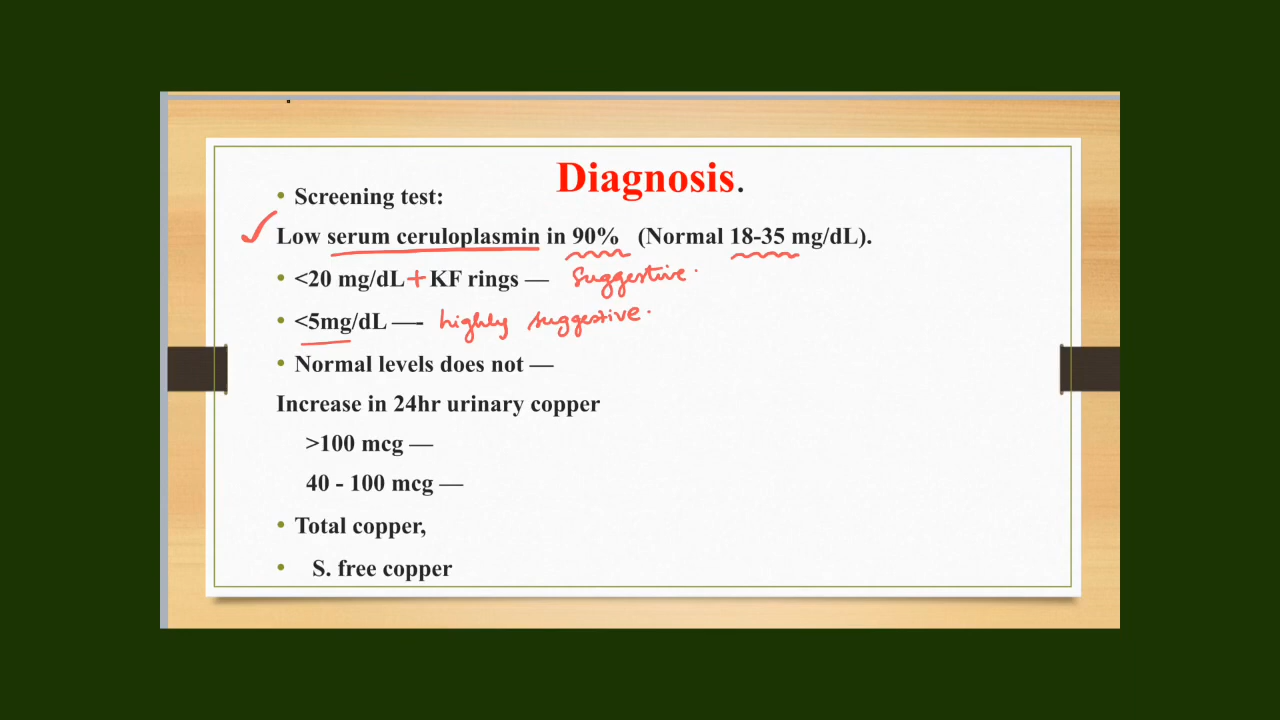 Diagnosis.
• Screening test:
Low serum ceruloplasmin in 90% (Normal 18-35 mg/dL).
• <20 mg/dL + KF rings — Suggestive.
• <5mg/dL —- highly suggestive.
• Normal levels does not —
Increase in 24hr urinary copper
>100 mcg —
40 - 100 mcg —
• Total copper,
• S. free copper